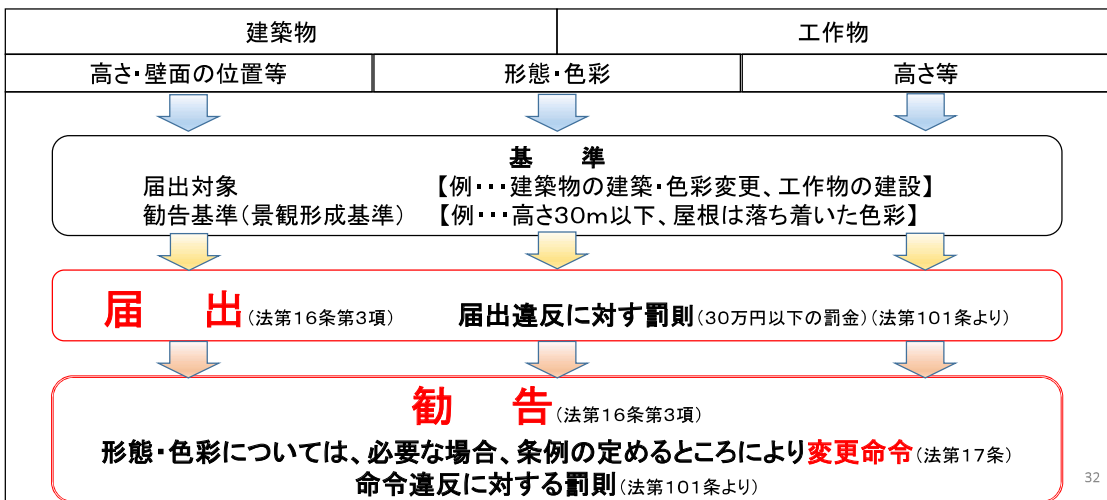 建築物 工作物
高さ・壁面の位置等 形態・色彩 高さ等
基 準
届出対象 【例・・・建築物の建築・色彩変更、工作物の建設】
勧告基準（景観形成基準） 【例・・・高さ30ｍ以下、屋根は落ち着いた色彩】
届 出（法第16条第3項） 届出違反に対す罰則（30万円以下の罰金）（法第101条より）
勧 告（法第16条第3項）
形態・色彩については、必要な場合、条例の定めるところにより変更命令（法第17条）
命令違反に対する罰則（法第101条より）
32